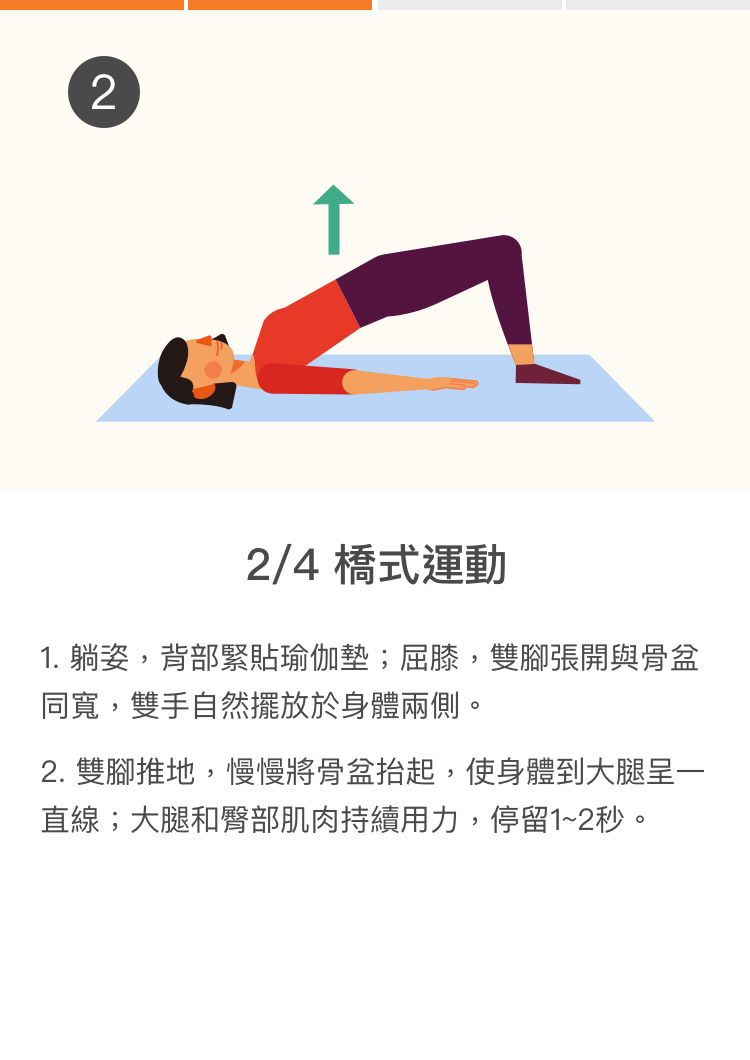 2
2/4 橋式運動
1. 躺姿，背部緊貼瑜伽墊；屈膝，雙腳張開與骨盆
同寬，雙手自然擺放於身體兩側。
2. 雙腳推地，慢慢將骨盆抬起，使身體到大腿呈一
直線；大腿和臀部肌肉持續用力，停留1~2秒。